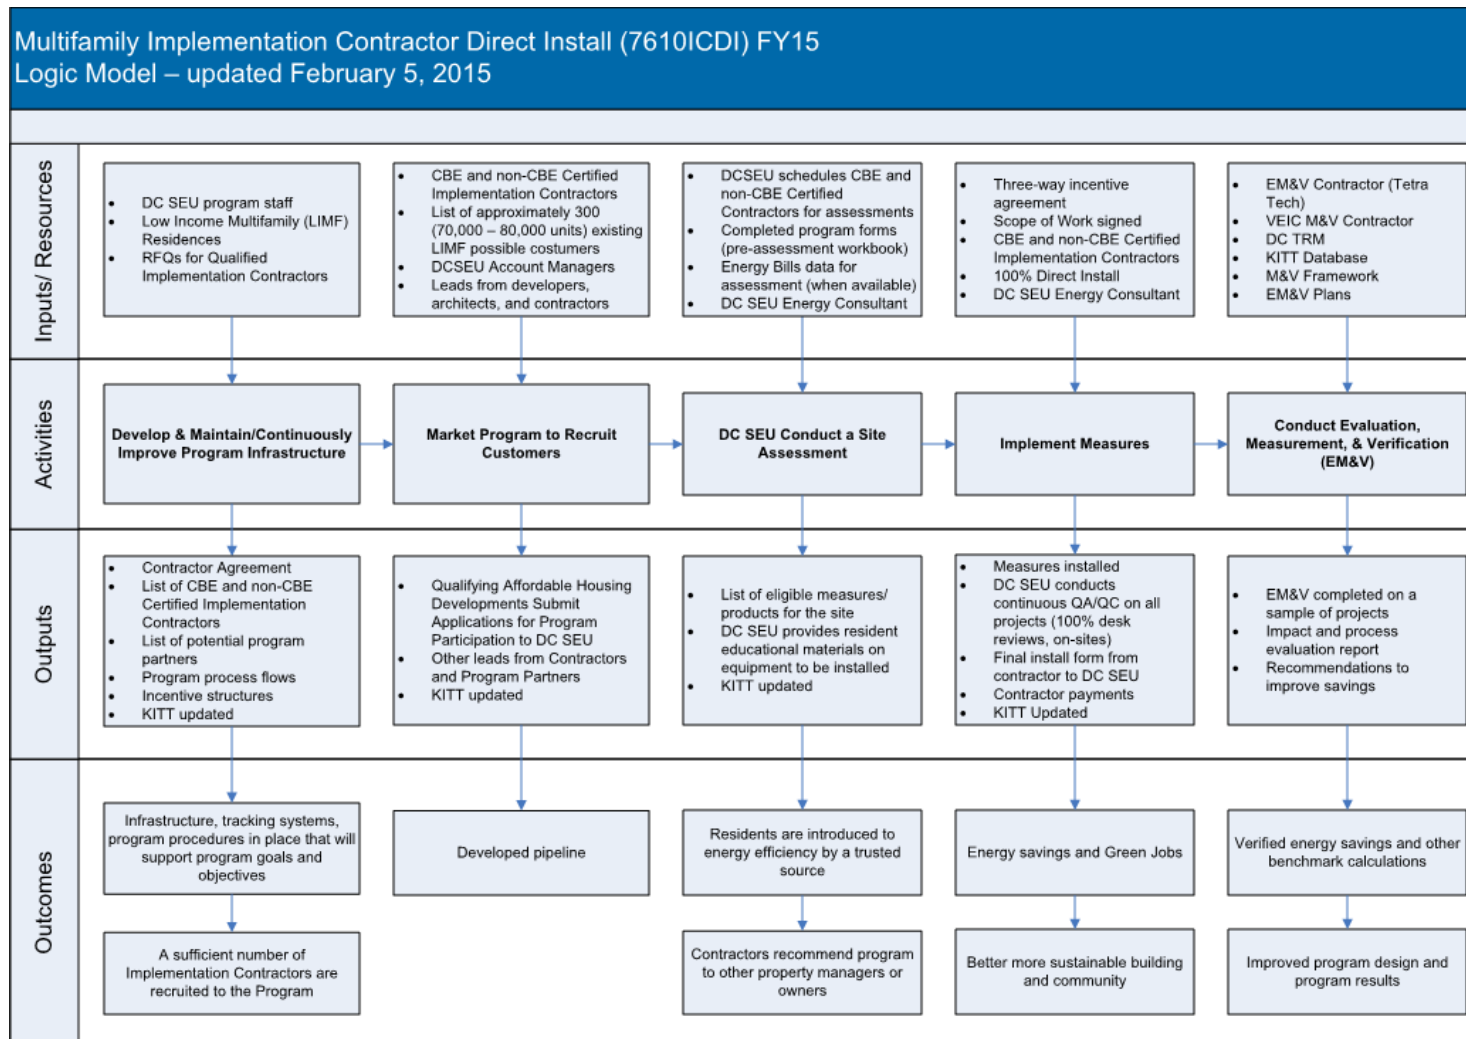 Multifamily Implementation Contractor Direct Install (7610ICDI) FY15
Logic Model – updated February 5, 2015
Inputs/ Resources
• DC SEU program staff
• Low Income Multifamily (LIMF)
Residences
• RFQs for Qualified
Implementation Contractors
• CBE and non-CBE Certified
Implementation Contractors
• List of approximately 300
(70,000 – 80,000 units) existing
LIMF possible costumers
• DCSEU Account Managers
• Leads from developers,
architects, and contractors
• DCSEU schedules CBE and
non-CBE Certified
Contractors for assessments
• Completed program forms
(pre-assessment workbook)
• Energy Bills data for
assessment (when available)
• DC SEU Energy Consultant
• Three-way incentive
agreement
• Scope of Work signed
• CBE and non-CBE Certified
Implementation Contractors
• 100% Direct Install
• DC SEU Energy Consultant
• EM&V Contractor (Tetra
Tech)
• VEIC M&V Contractor
• DC TRM
• KITT Database
• M&V Framework
• EM&V Plans
Activities
Develop & Maintain/Continuously
Improve Program Infrastructure
Market Program to Recruit
Customers
DC SEU Conduct a Site
Assessment
Implement Measures
Conduct Evaluation,
Measurement, & Verification
(EM&V)
Outputs
• Contractor Agreement
• List of CBE and non-CBE
Certified Implementation
Contractors
• List of potential program
partners
• Program process flows
• Incentive structures
• KITT updated
• Qualifying Affordable Housing
Developments Submit
Applications for Program
Participation to DC SEU
• Other leads from Contractors
and Program Partners
• KITT updated
• List of eligible measures/
products for the site
• DC SEU provides resident
educational materials on
equipment to be installed
• KITT updated
• Measures installed
• DC SEU conducts
continuous QA/QC on all
projects (100% desk
reviews, on-sites)
• Final install form from
contractor to DC SEU
• Contractor payments
• KITT Updated
• EM&V completed on a
sample of projects
• Impact and process
evaluation report
• Recommendations to
improve savings
Outcomes
Infrastructure, tracking systems,
program procedures in place that will
support program goals and
objectives
Developed pipeline
Residents are introduced to
energy efficiency by a trusted
source
Energy savings and Green Jobs
Verified energy savings and other
benchmark calculations
A sufficient number of
Implementation Contractors are
recruited to the Program
Contractors recommend program
to other property managers or
owners
Better more sustainable building
and community
Improved program design and
program results